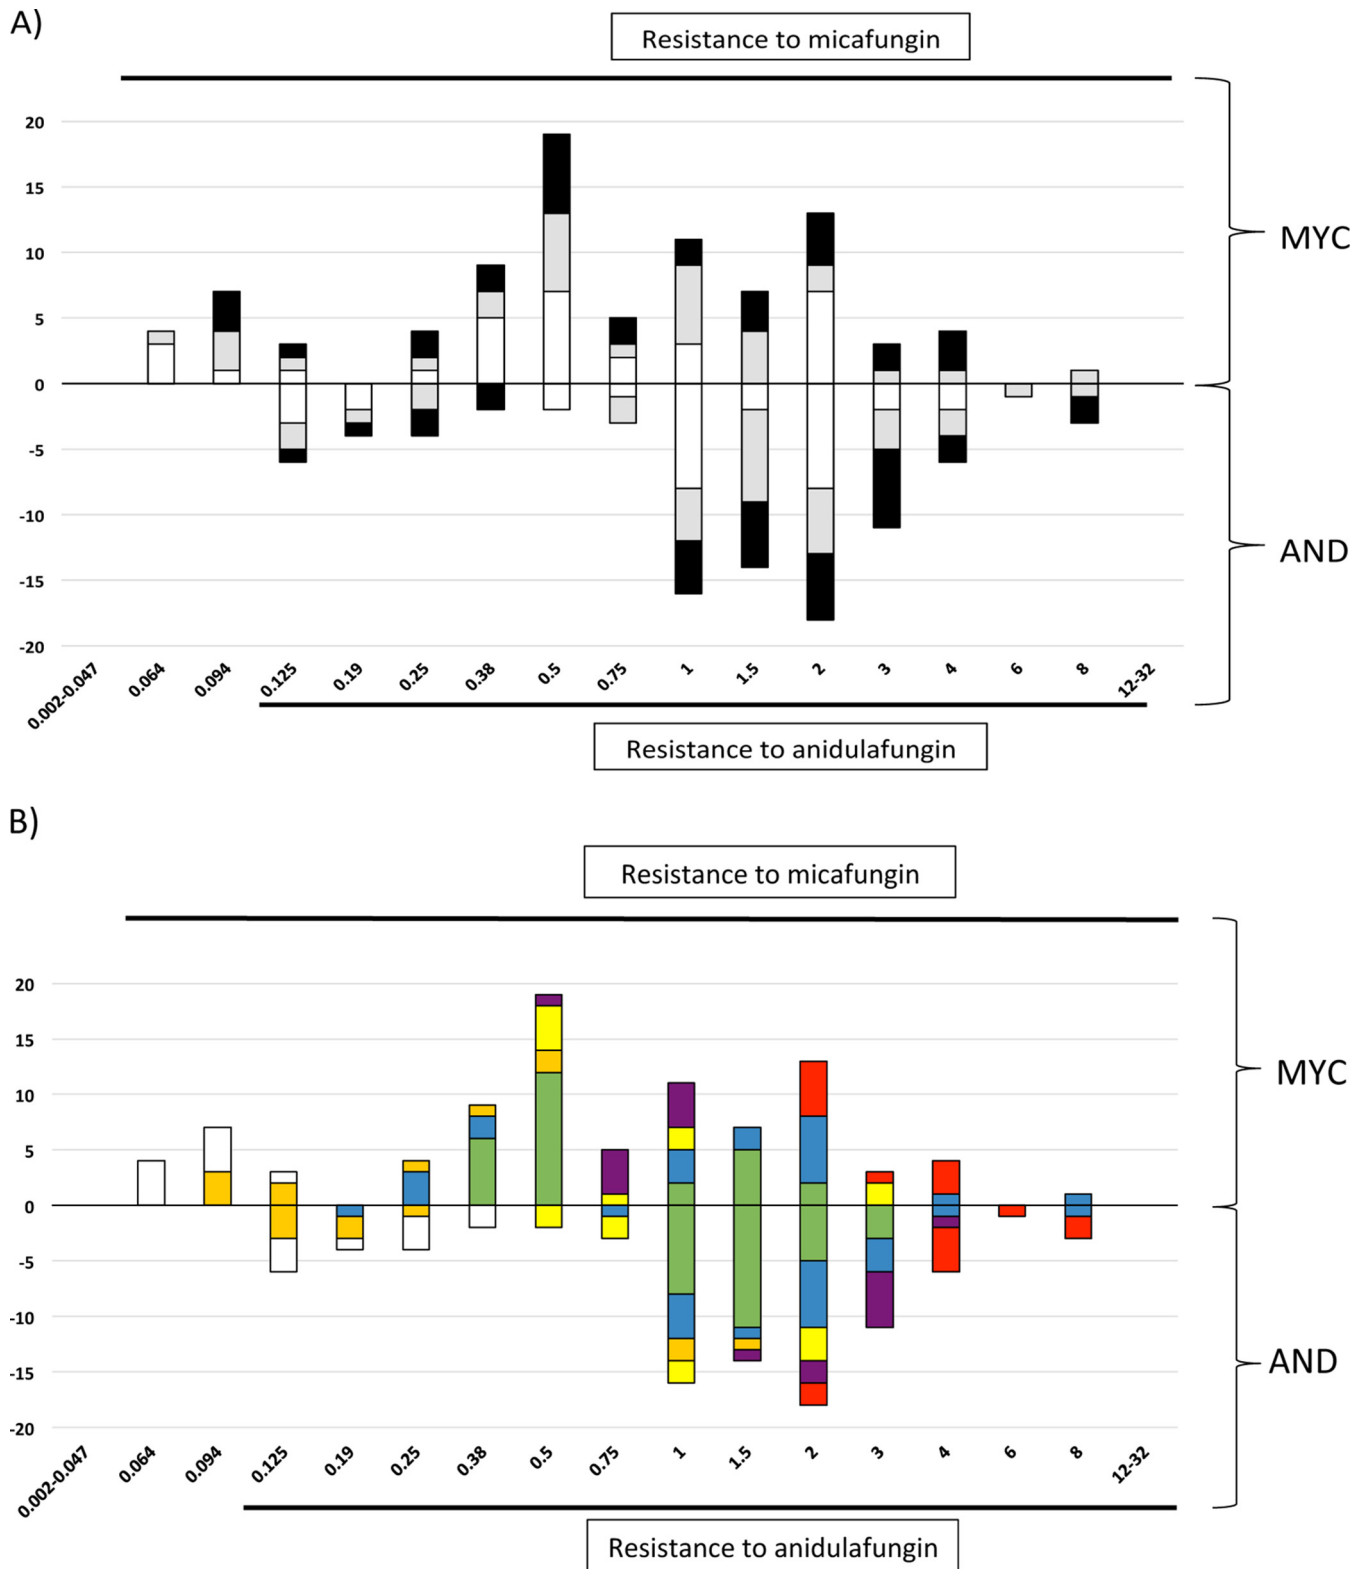 A)
Resistance to micafungin
20
15
10
5
0
-5
-10
-15
-20
MYC
AND
0.002-0.047 0.064 0.094 0.125 0.19 0.25 0.38 0.5 0.75 1 1.5 2 3 4 6 8 12-32
Resistance to anidulafungin
B)
Resistance to micafungin
20
15
10
5
0
-5
-10
-15
-20
MYC
AND
0.002-0.047 0.064 0.094 0.125 0.19 0.25 0.38 0.5 0.75 1 1.5 2 3 4 6 8 12-32
Resistance to anidulafungin